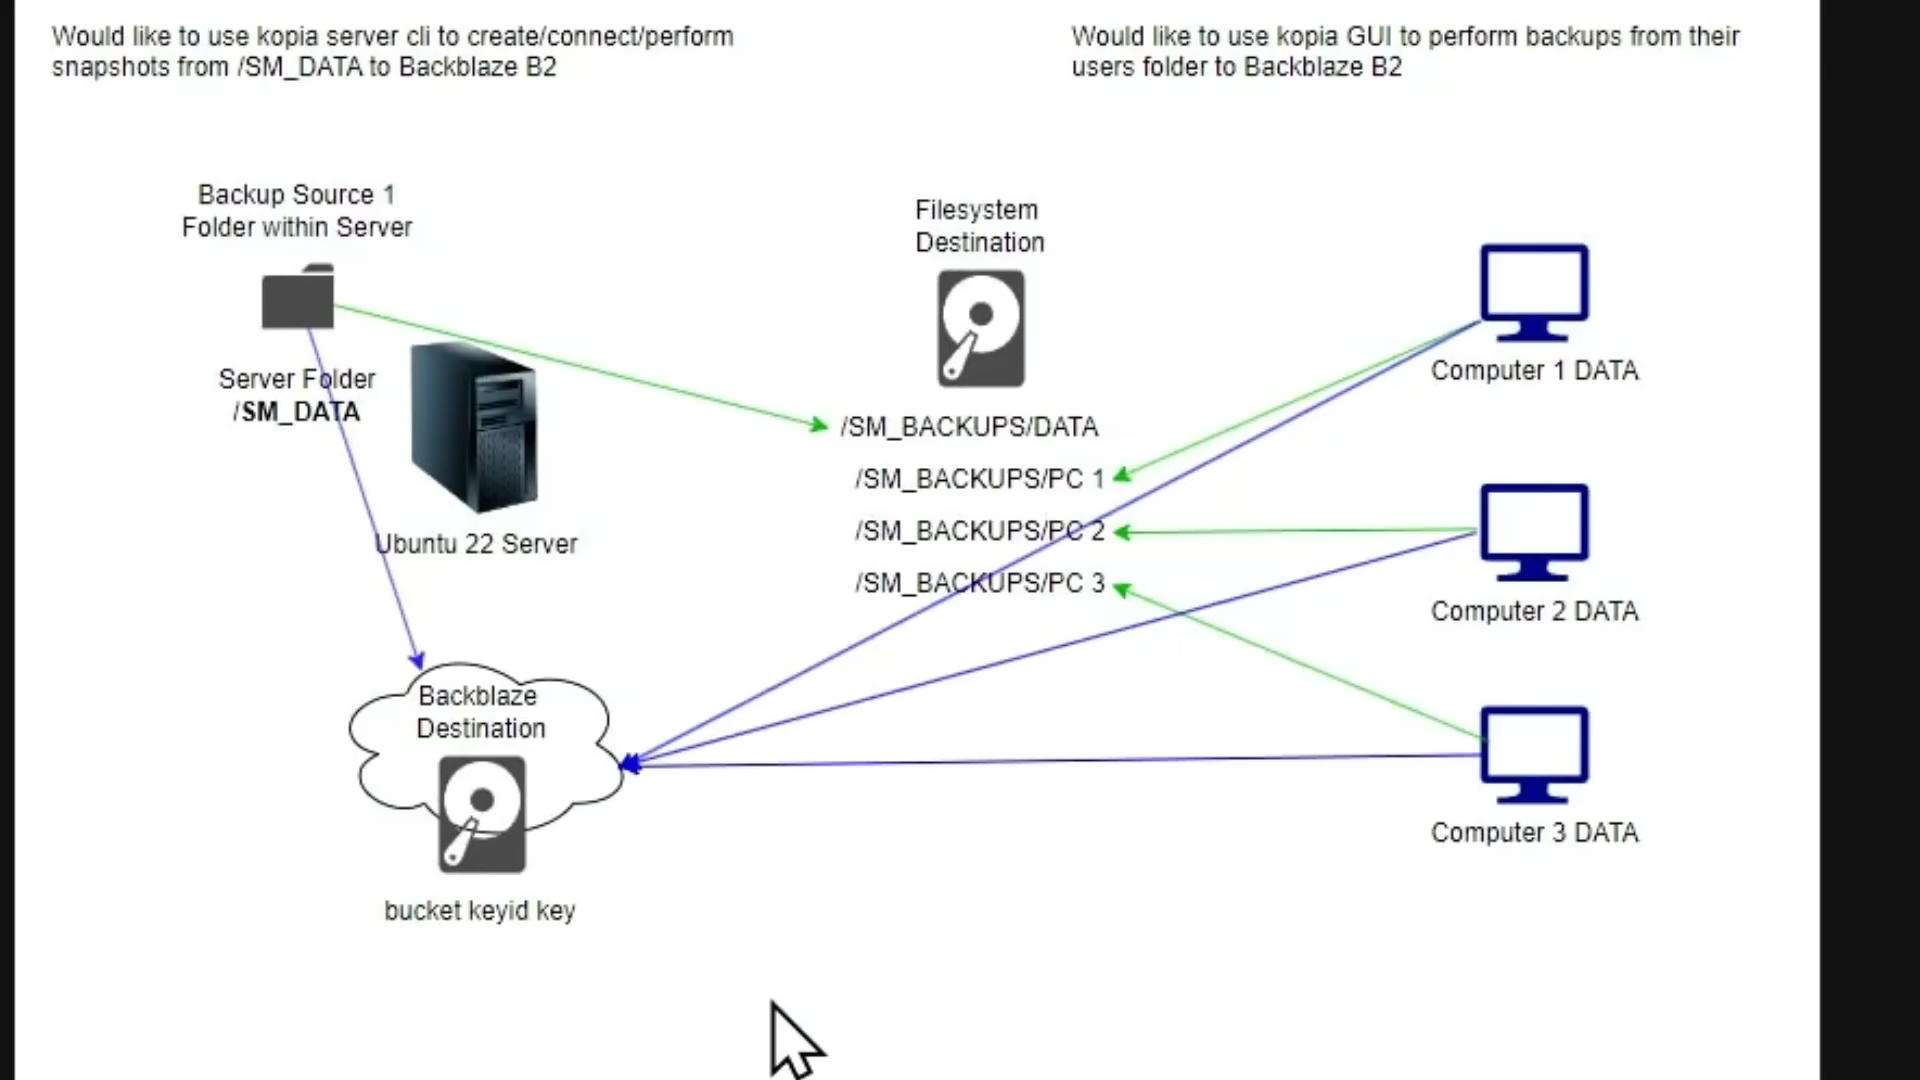 Would like to use kopia server cli to create/connect/perform
snapshots from /SM_DATA to Backblaze B2
Would like to use kopia GUI to perform backups from their
users folder to Backblaze B2
Backup Source 1
Folder within Server
Server Folder
/SM_DATA
Ubuntu 22 Server
Filesystem
Destination
/SM_BACKUPS/DATA
/SM_BACKUPS/PC 1
/SM_BACKUPS/PC 2
/SM_BACKUPS/PC 3
Computer 1 DATA
Computer 2 DATA
Computer 3 DATA
Backblaze
Destination
bucket keyid key